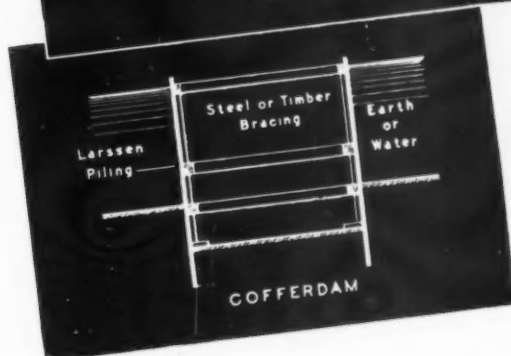 Steel or Timber
Bracing
Earth
or
Water
Larssen
Piling
COFFERDAM